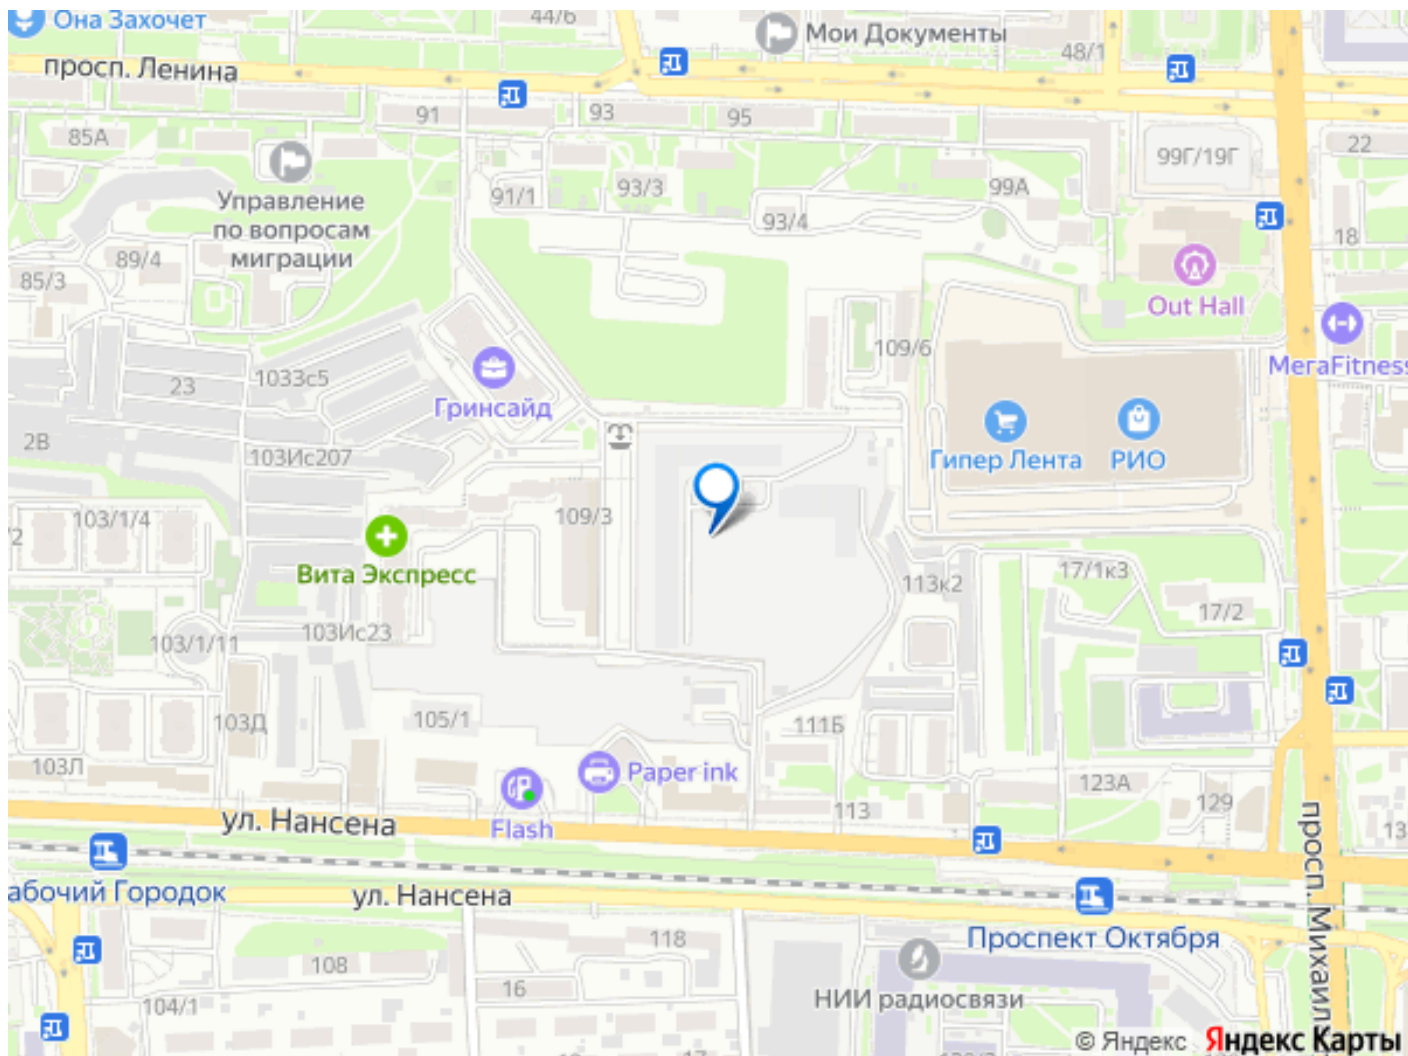 Она Захочет
44/6
Мои Документы
48/1
просп. Ленина
91
93
95
85А
99Г/19Г
22
Управление
по вопросам
миграции
91/1
93/3
99А
93/4
18
89/4
85/3
Out Hall
109/6
MегаFitness
1033с5
23
Гринсайд
2В
103Ис207
Гипер Лента
РИО
103/1/4
109/3
Вита Экспресс
113к2
17/1к3
17/2
103Ис23
103/1/11
103Д
105/1
111Б
103Л
Paper ink
123А
129
113
ул. Нансена
Flash
просп. Михаил
13
абочий Городок
ул. Нансена
Проспект Октября
118
108
16
104/1
НИИ радиосвязи
17
© Яндекс
Яндекс Карты